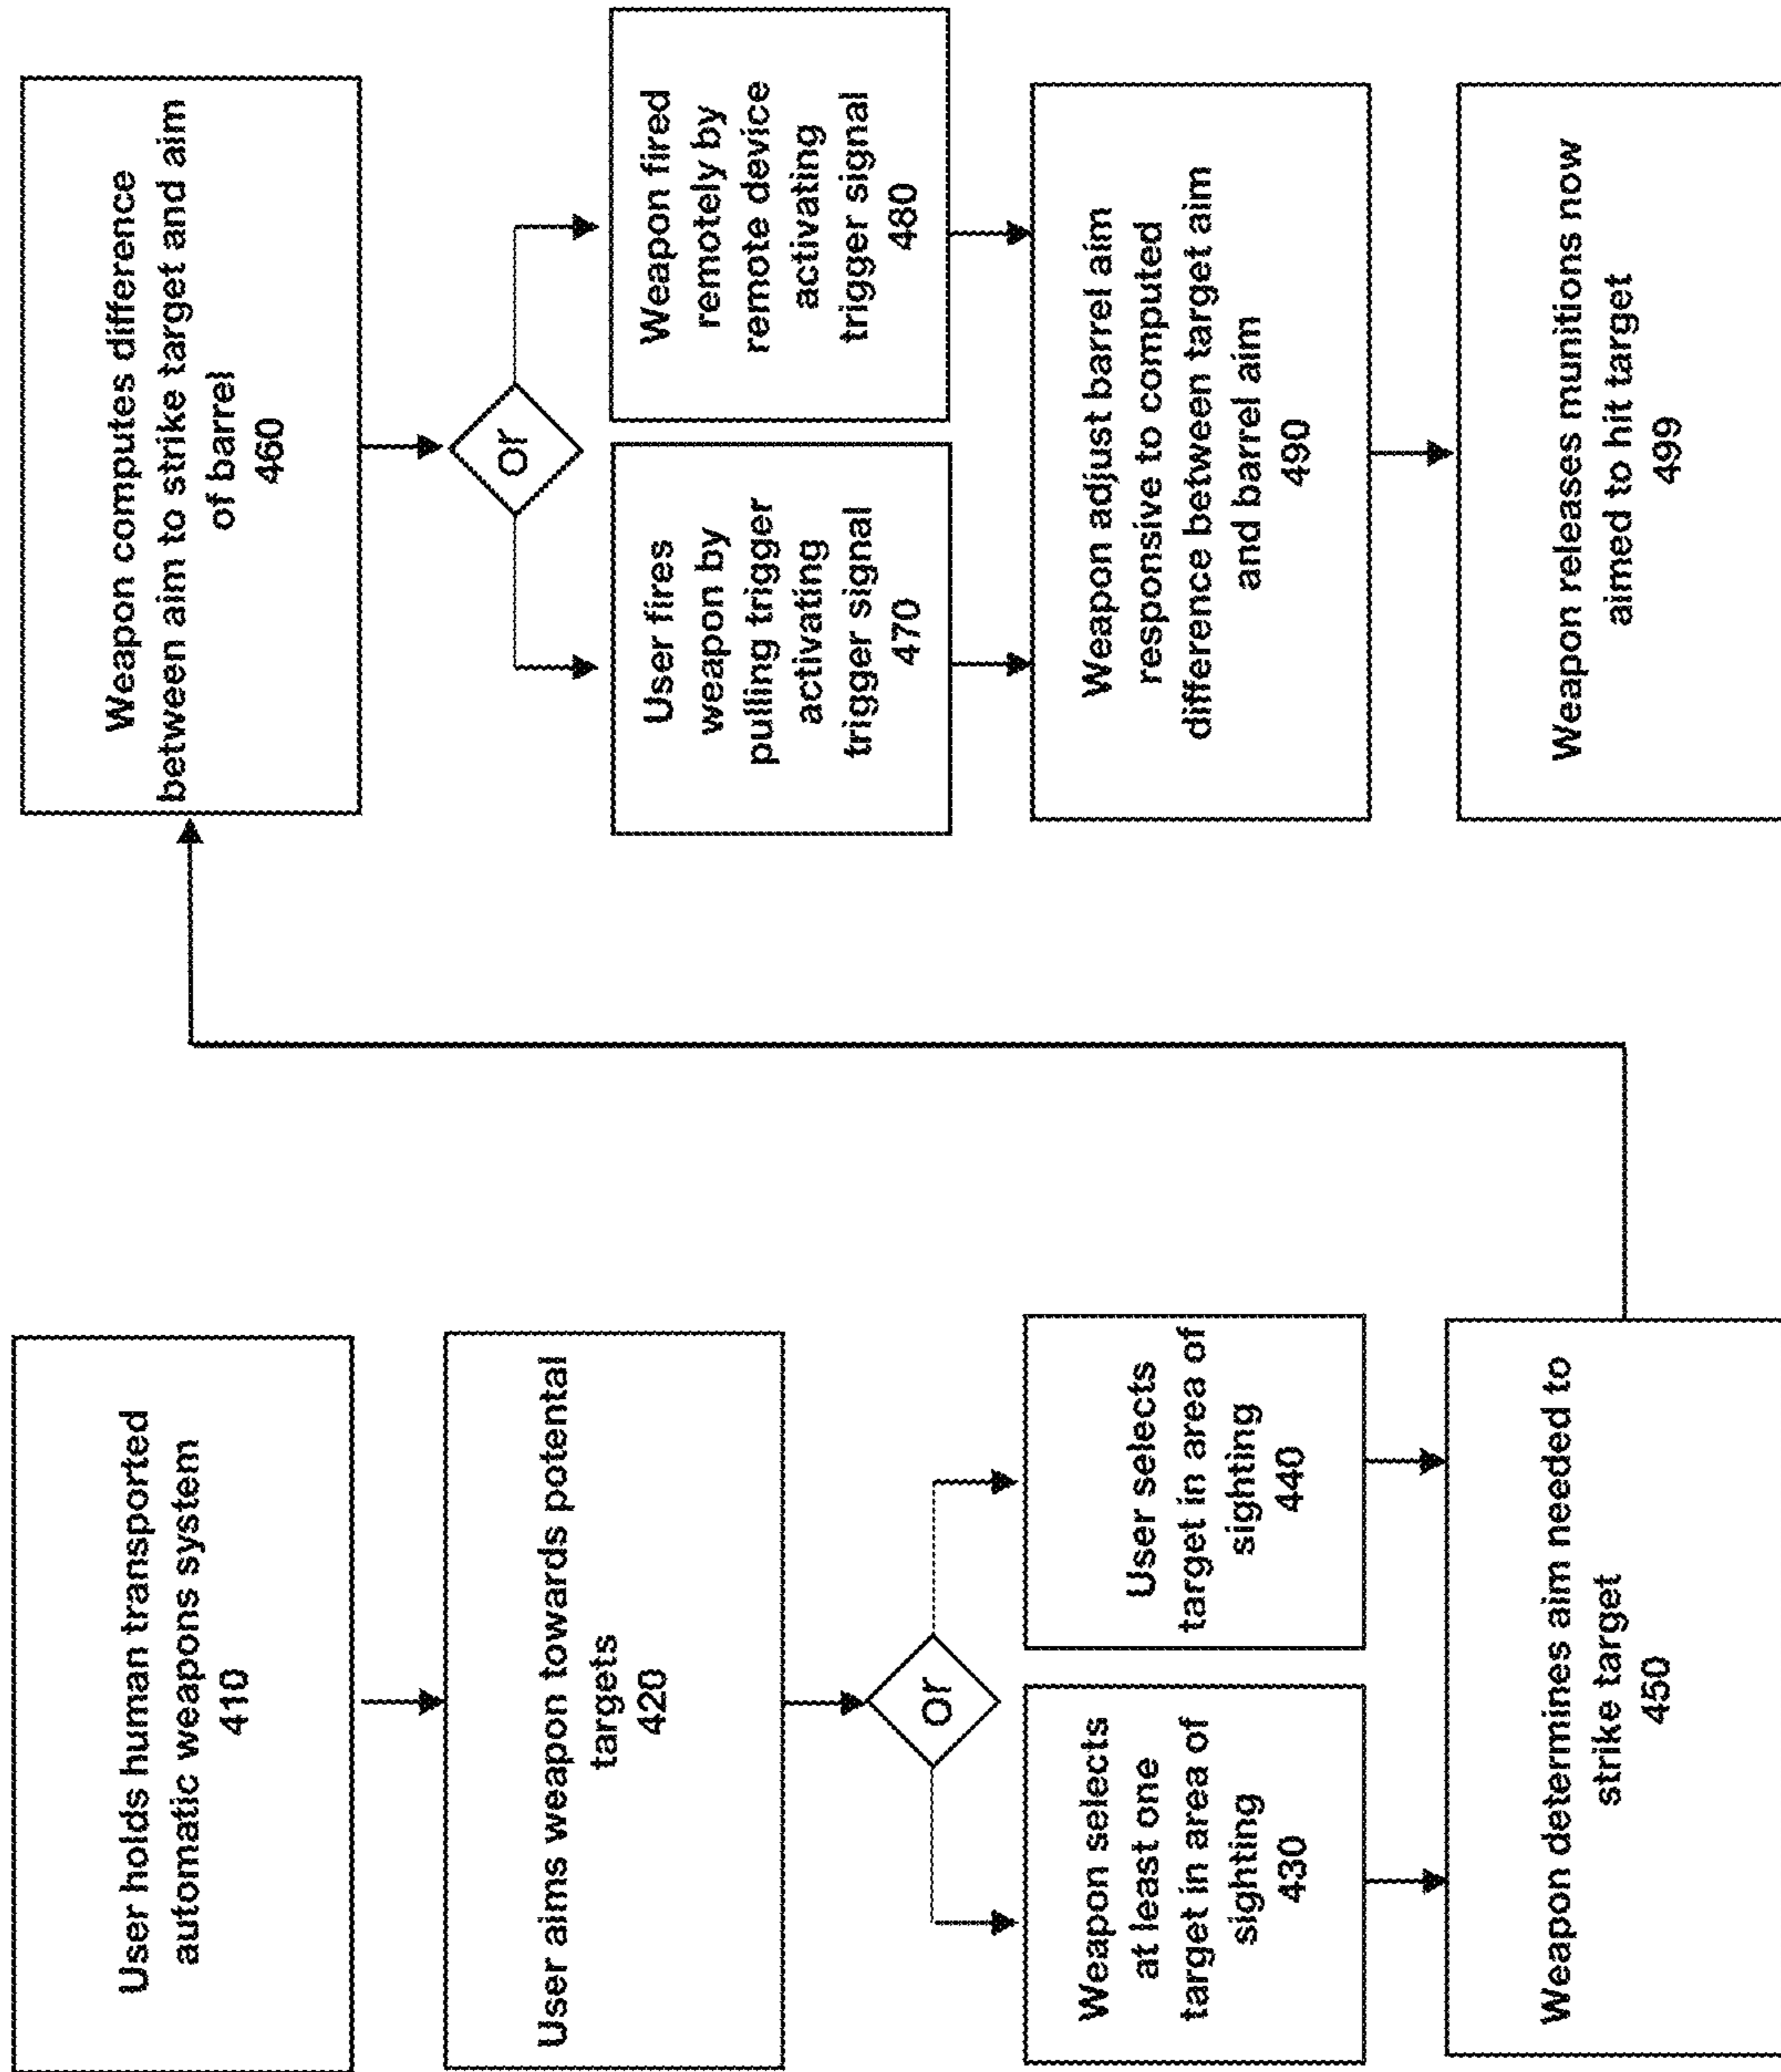 User holds human transported
automatic weapons system
410
User aims weapon towards potental
targets
420
or
Weapon selects
at least one
target in area of
sighting
430
User selects
target in area of
sighting
440
Weapon determines aim needed to
strike target
450
Weapon computes difference
between aim to strike target and aim
of barrel
460
or
User fires
weapon by
pulling trigger
activating
trigger signal
470
Weapon fired
remotely by
remote device
activating
trigger signal
480
Weapon adjust barrel aim
responsive to computed
difference between target aim
and barrel aim
490
Weapon releases munitions now
aimed to hit target
499